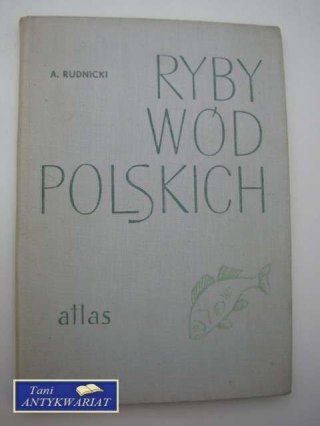 A. RUDNICKI
RYBY
WÓD
POLSKICH
atlas
Tani
ANTYKWARIAT